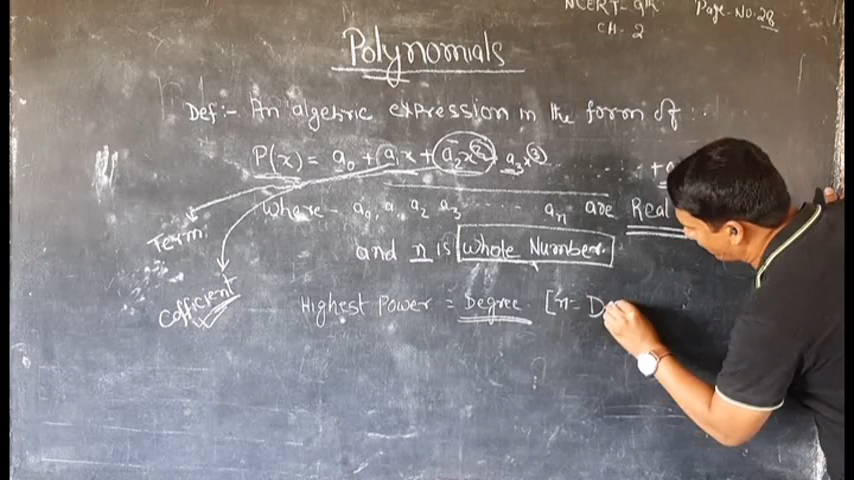 NCERT- 9th Page-No.28
CH- 2
Polynomials
Def:- An algebric expression in the form of
P(x) = a₀ + a₁x + a₂x² + a₃x³ ........ + a
where - a₀, a₁ a₂ a₃ ...... aₙ are Real
and n is Whole Number.
Term.
Cofficient
Highest Power = Degree. [n = D